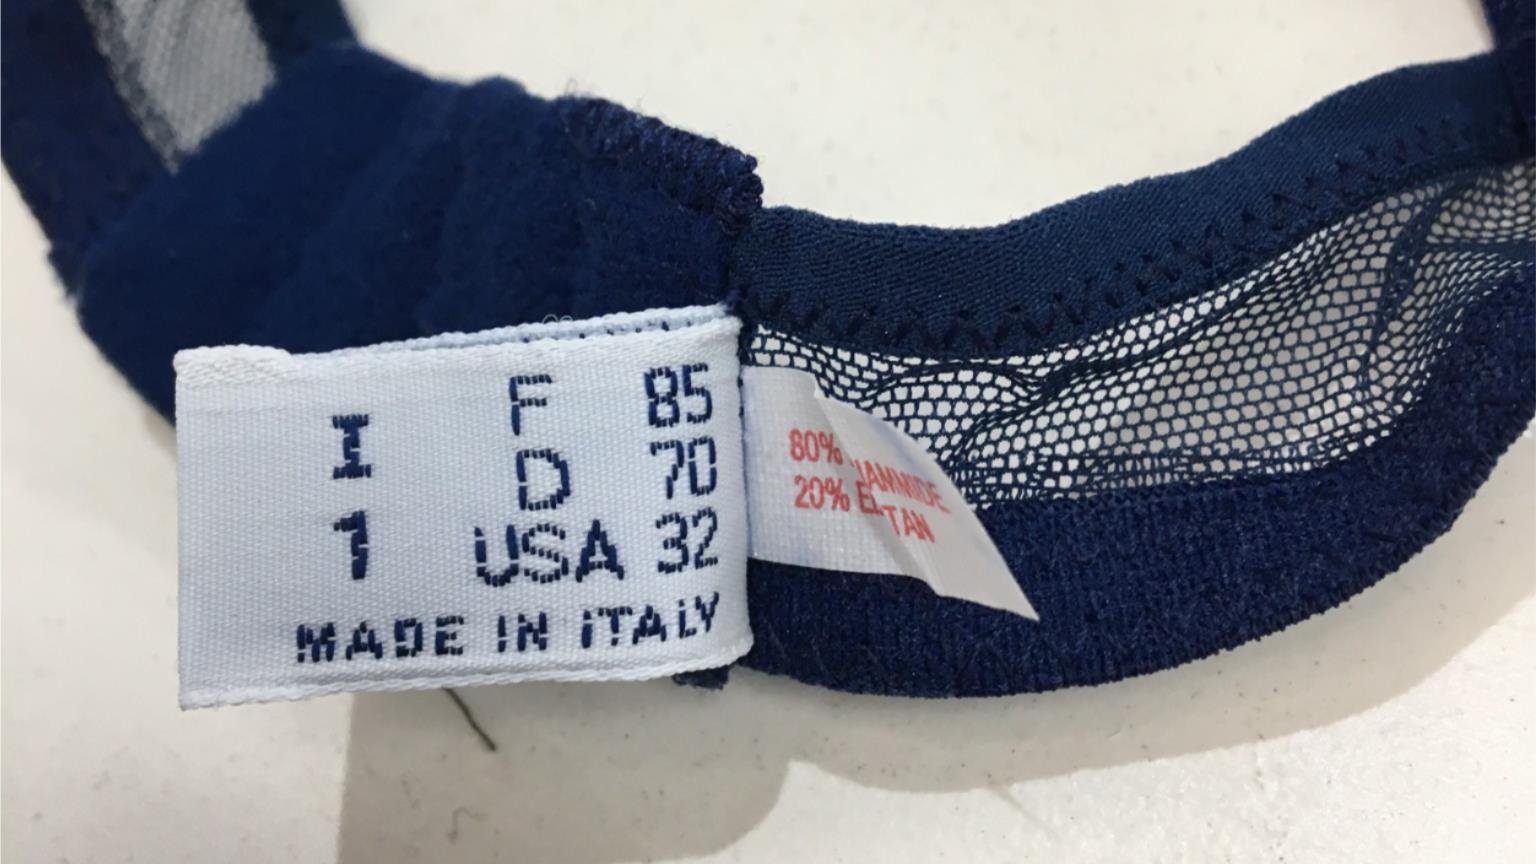 I F 85
D 70
1 USA 32
MADE IN ITALY
80%
20%